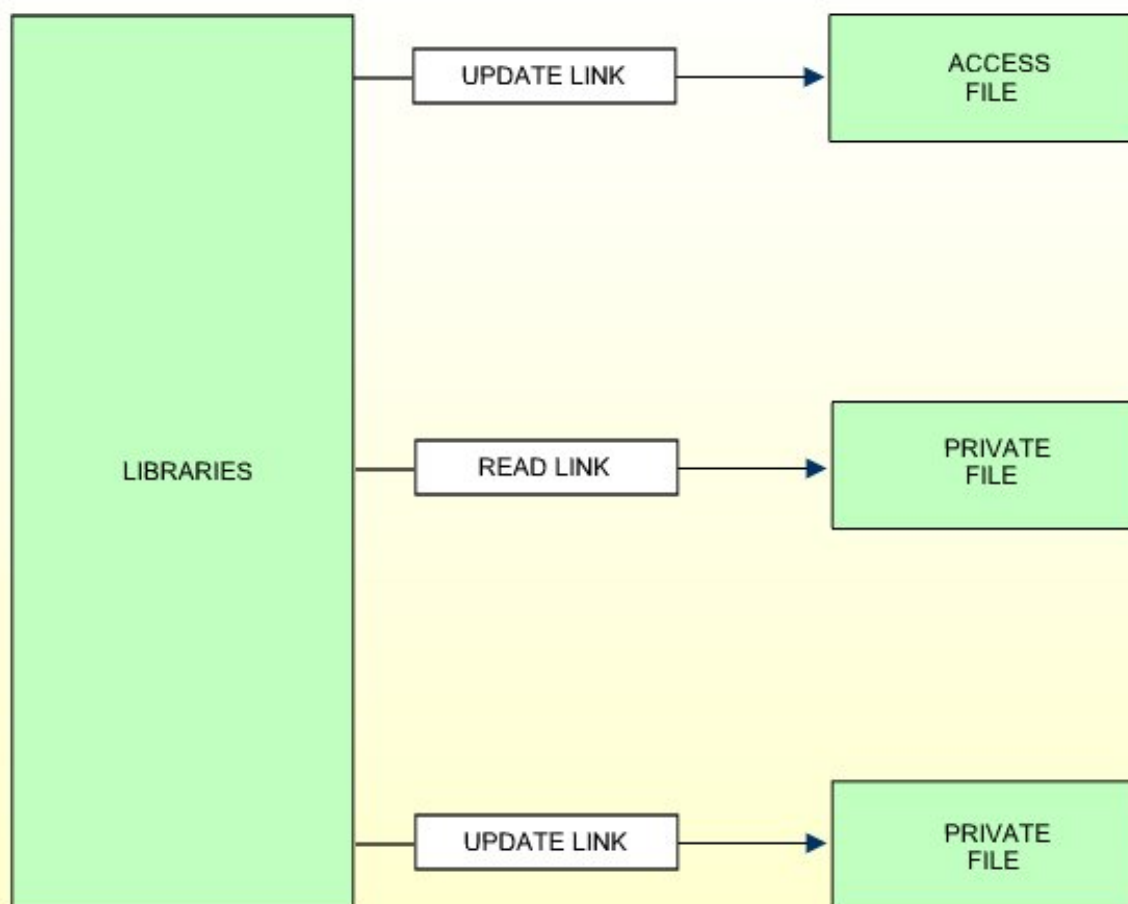 UPDATE LINK
ACCESS
FILE
LIBRARIES
READ LINK
PRIVATE
FILE
UPDATE LINK
PRIVATE
FILE